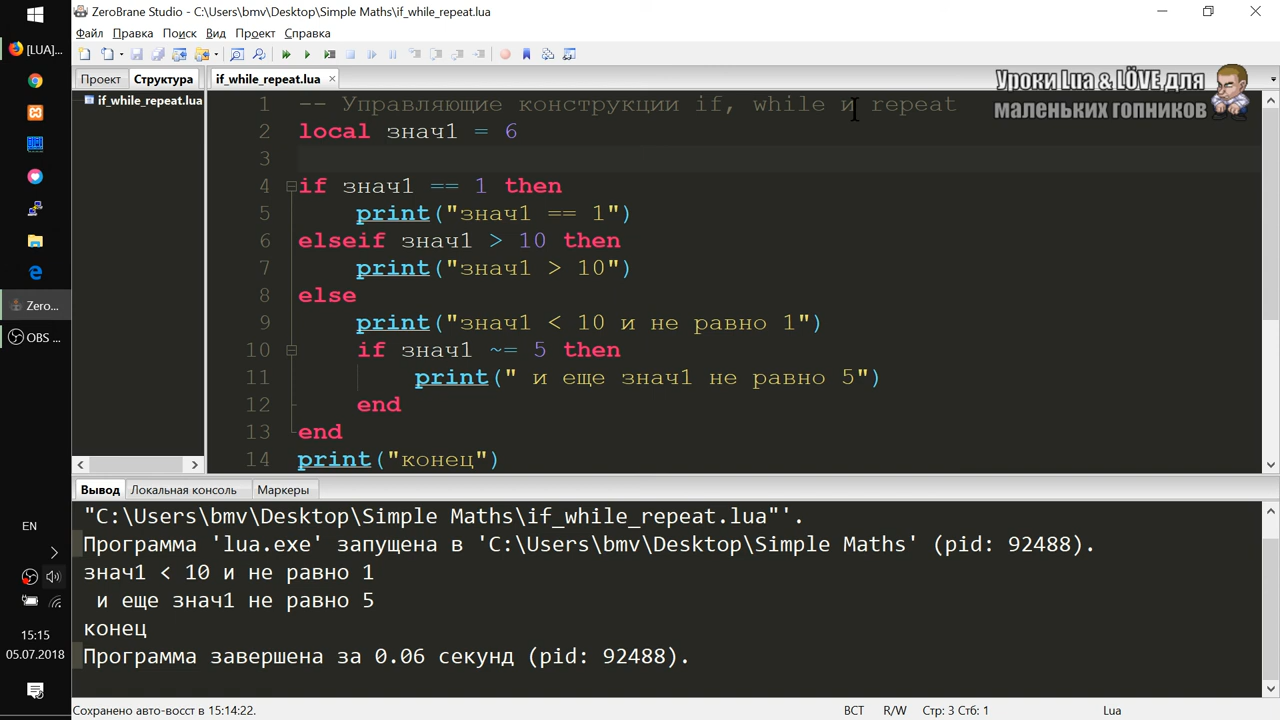 ZeroBrane Studio - C:\Users\bmv\Desktop\Simple Maths\if_while_repeat.lua
Файл Правка Поиск Вид Проект Справка
[LUA]...
Проект Структура if_while_repeat.lua
if_while_repeat.lua
Уроки Lua & LÖVE для
маленьких гопников
1 -- Управляющие конструкции if, while и repeat
2 local знач1 = 6
3
4 if знач1 == 1 then
5 print("знач1 == 1")
6 elseif знач1 > 10 then
7 print("знач1 > 10")
8 else
9 print("знач1 < 10 и не равно 1")
10 if знач1 ~= 5 then
11 print(" и еще знач1 не равно 5")
12 end
13 end
14 print("конец")
Zero...
OBS ...
Вывод Локальная консоль Маркеры
"C:\Users\bmv\Desktop\Simple Maths\if_while_repeat.lua"'.
Программа 'lua.exe' запущена в 'C:\Users\bmv\Desktop\Simple Maths' (pid: 92488).
знач1 < 10 и не равно 1
и еще знач1 не равно 5
конец
Программа завершена за 0.06 секунд (pid: 92488).
EN
15:15
05.07.2018
Сохранено авто-восст в 15:14:22.
ВСТ R/W Стр: 3 Стб: 1 Lua